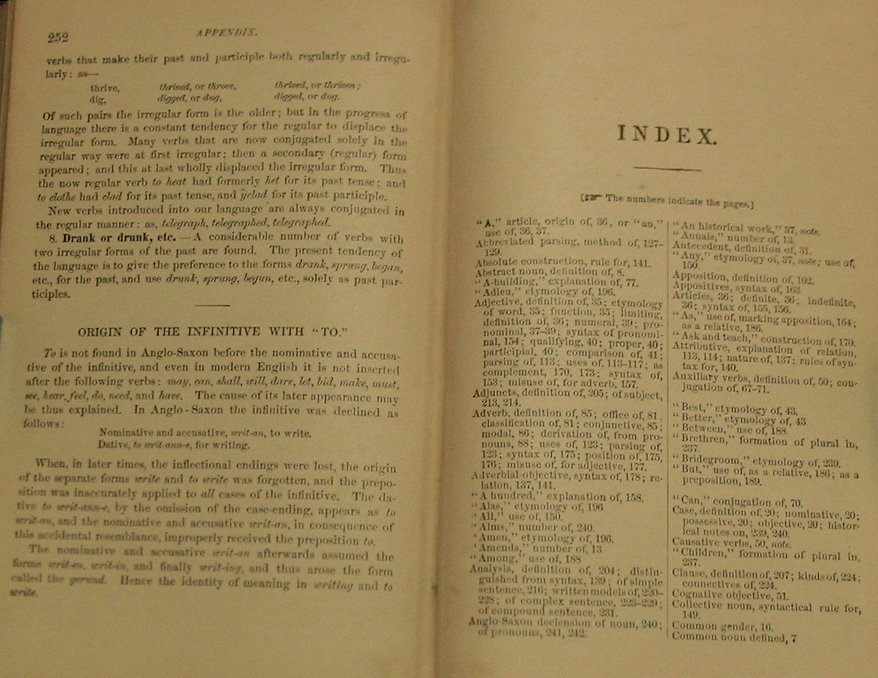 252
APPENDIX.
verbs that make their past and participle both regularly and irregu-
larly: as—
thrive, thrived, or throve, thrived, or thriven;
dig, digged, or dug, digged, or dug.
Of such pairs the irregular form is the older; but in the progress of
language there is a constant tendency for the regular to displace the
irregular form. Many verbs that are now conjugated solely in the
regular way were at first irregular; then a secondary (regular) form
appeared; and this at last wholly displaced the irregular form. Thus
the now regular verb to heat had formerly het for its past tense; and
to clothe had clad for its past tense, and yclad for its past participle.
New verbs introduced into our language are always conjugated in
the regular manner: as, telegraph, telegraphed, telegraphed.
8. Drank or drunk, etc.—A considerable number of verbs with
two irregular forms of the past are found. The present tendency of
the language is to give the preference to the forms drank, sprang, began,
etc., for the past, and use drunk, sprung, begun, etc., solely as past par-
ticiples.
ORIGIN OF THE INFINITIVE WITH "TO."
To is not found in Anglo-Saxon before the nominative and accusa-
tive of the infinitive, and even in modern English it is not inserted
after the following verbs: may, can, shall, will, dare, let, bid, make, must,
see, hear, feel, do, need, and have. The cause of its later appearance may
be thus explained. In Anglo-Saxon the infinitive was declined as
follows:
Nominative and accusative, writ-an, to write.
Dative, to writ-ann-e, for writing.
When, in later times, the inflectional endings were lost, the origin
of the separate forms write and to write was forgotten, and the prepo-
sition was inaccurately applied to all cases of the infinitive. The da-
tive to writ-ann-e, by the omission of the case-ending, appears as to
writ-en, and the nominative and accusative writ-an, in consequence of
this accidental resemblance, improperly received the preposition to.
The nominative and accusative writ-an afterwards assumed the
forms writ-en, writ-in, and finally writ-ing, and thus arose the form
called the gerund. Hence the identity of meaning in writing and to
write.
INDEX.
[☞ The numbers indicate the pages.]
"A," article, origin of, 36, or "an,"
use of, 36, 37.
Abbreviated parsing, method of, 127-
129.
Absolute construction, rule for, 141.
Abstract noun, definition of, 8.
"A-building," explanation of, 77.
"Adieu," etymology of, 196.
Adjective, definition of, 35; etymology
of word, 35; function, 35; limiting,
definition of, 36; numeral, 39; pro-
nominal, 37-39; syntax of pronomi-
nal, 154; qualifying, 40; proper, 40;
participial, 40; comparison of, 41;
parsing of, 113; uses of, 113-117; as
complement, 170, 173; syntax of,
153; misuse of, for adverb, 157.
Adjuncts, definition of, 205; of subject,
213, 214.
Adverb, definition of, 85; office of, 81,
classification of, 81; conjunctive, 85;
modal, 86; derivation of, from pro-
nouns, 88; uses of, 123; parsing of,
123; syntax of, 175; position of, 175,
176; misuse of, for adjective, 177.
Adverbial-objective, syntax of, 178; re-
lation, 137, 141.
"A hundred," explanation of, 158.
"Alas," etymology of, 196
"All," use of, 150.
"Alms," number of, 240.
"Amen," etymology of, 196.
"Amends," number of, 13
"Among," use of, 188
Analysis, definition of, 204; distin-
guished from syntax, 139; of simple
sentence, 216; written models of, 220-
228; of complex sentence, 223-229;
of compound sentence, 231.
Anglo-Saxon declension of noun, 240;
of pronouns, 241, 242.
"An historical work," 37, note.
"Annals," number of, 13.
Antecedent, definition of, 31.
"Any," etymology of, 37, note; use of,
150.
Apposition, definition of, 102.
Appositives, syntax of, 163.
Articles, 36; definite, 36; indefinite,
36; syntax of, 155, 156.
"As," use of, marking apposition, 164;
as a relative, 186.
"Ask and teach," construction of, 170.
Attributive, explanation of relation,
113, 114; nature of, 137; rules of syn-
tax for, 140.
Auxiliary verbs, definition of, 50; con-
jugation of, 67-71.
"Best," etymology of, 43.
"Better," etymology of, 43
"Between," use of, 188.
"Brethren," formation of plural in,
237.
"Bridegroom," etymology of, 239.
"But," use of, as a relative, 186; as a
preposition, 189.
"Can," conjugation of, 70.
Case, definition of, 20; nominative, 20;
possessive, 20; objective, 20; histor-
ical notes on, 239, 240.
Causative verbs, 50, note.
"Children," formation of plural in,
237.
Clause, definition of, 207; kinds of, 224;
connectives of, 224.
Cognative objective, 51.
Collective noun, syntactical rule for,
149.
Common gender, 16.
Common noun defined, 7